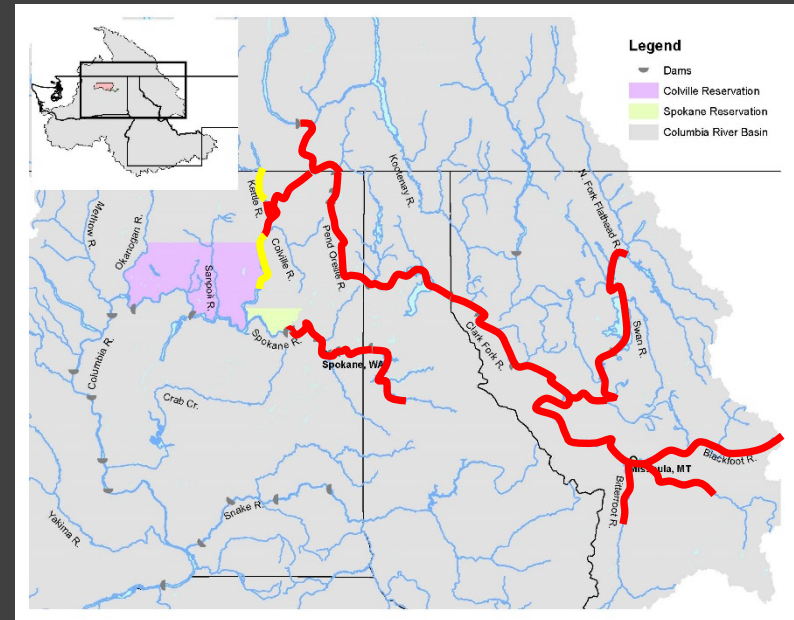 Legend
Dams
Colville Reservation
Spokane Reservation
Columbia River Basin
Kootenay R.
N. Fork Flathead R.
Kettle R.
Methow R.
Okanogan R.
Sanpoil R.
Colville R.
Pend Oreille R.
Spokane R.
Spokane, WA
Clark Fork R.
Swan R.
Columbia R.
Crab Cr.
Missoula, MT
Blackfoot R.
Bitterroot R.
Snake R.
Yakima R.